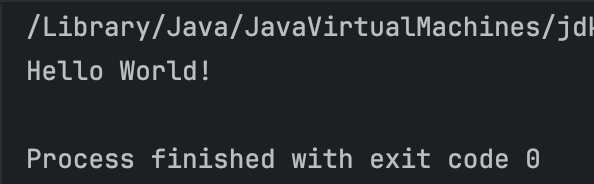 /Library/Java/JavaVirtualMachines/jdk
Hello World!
Process finished with exit code 0